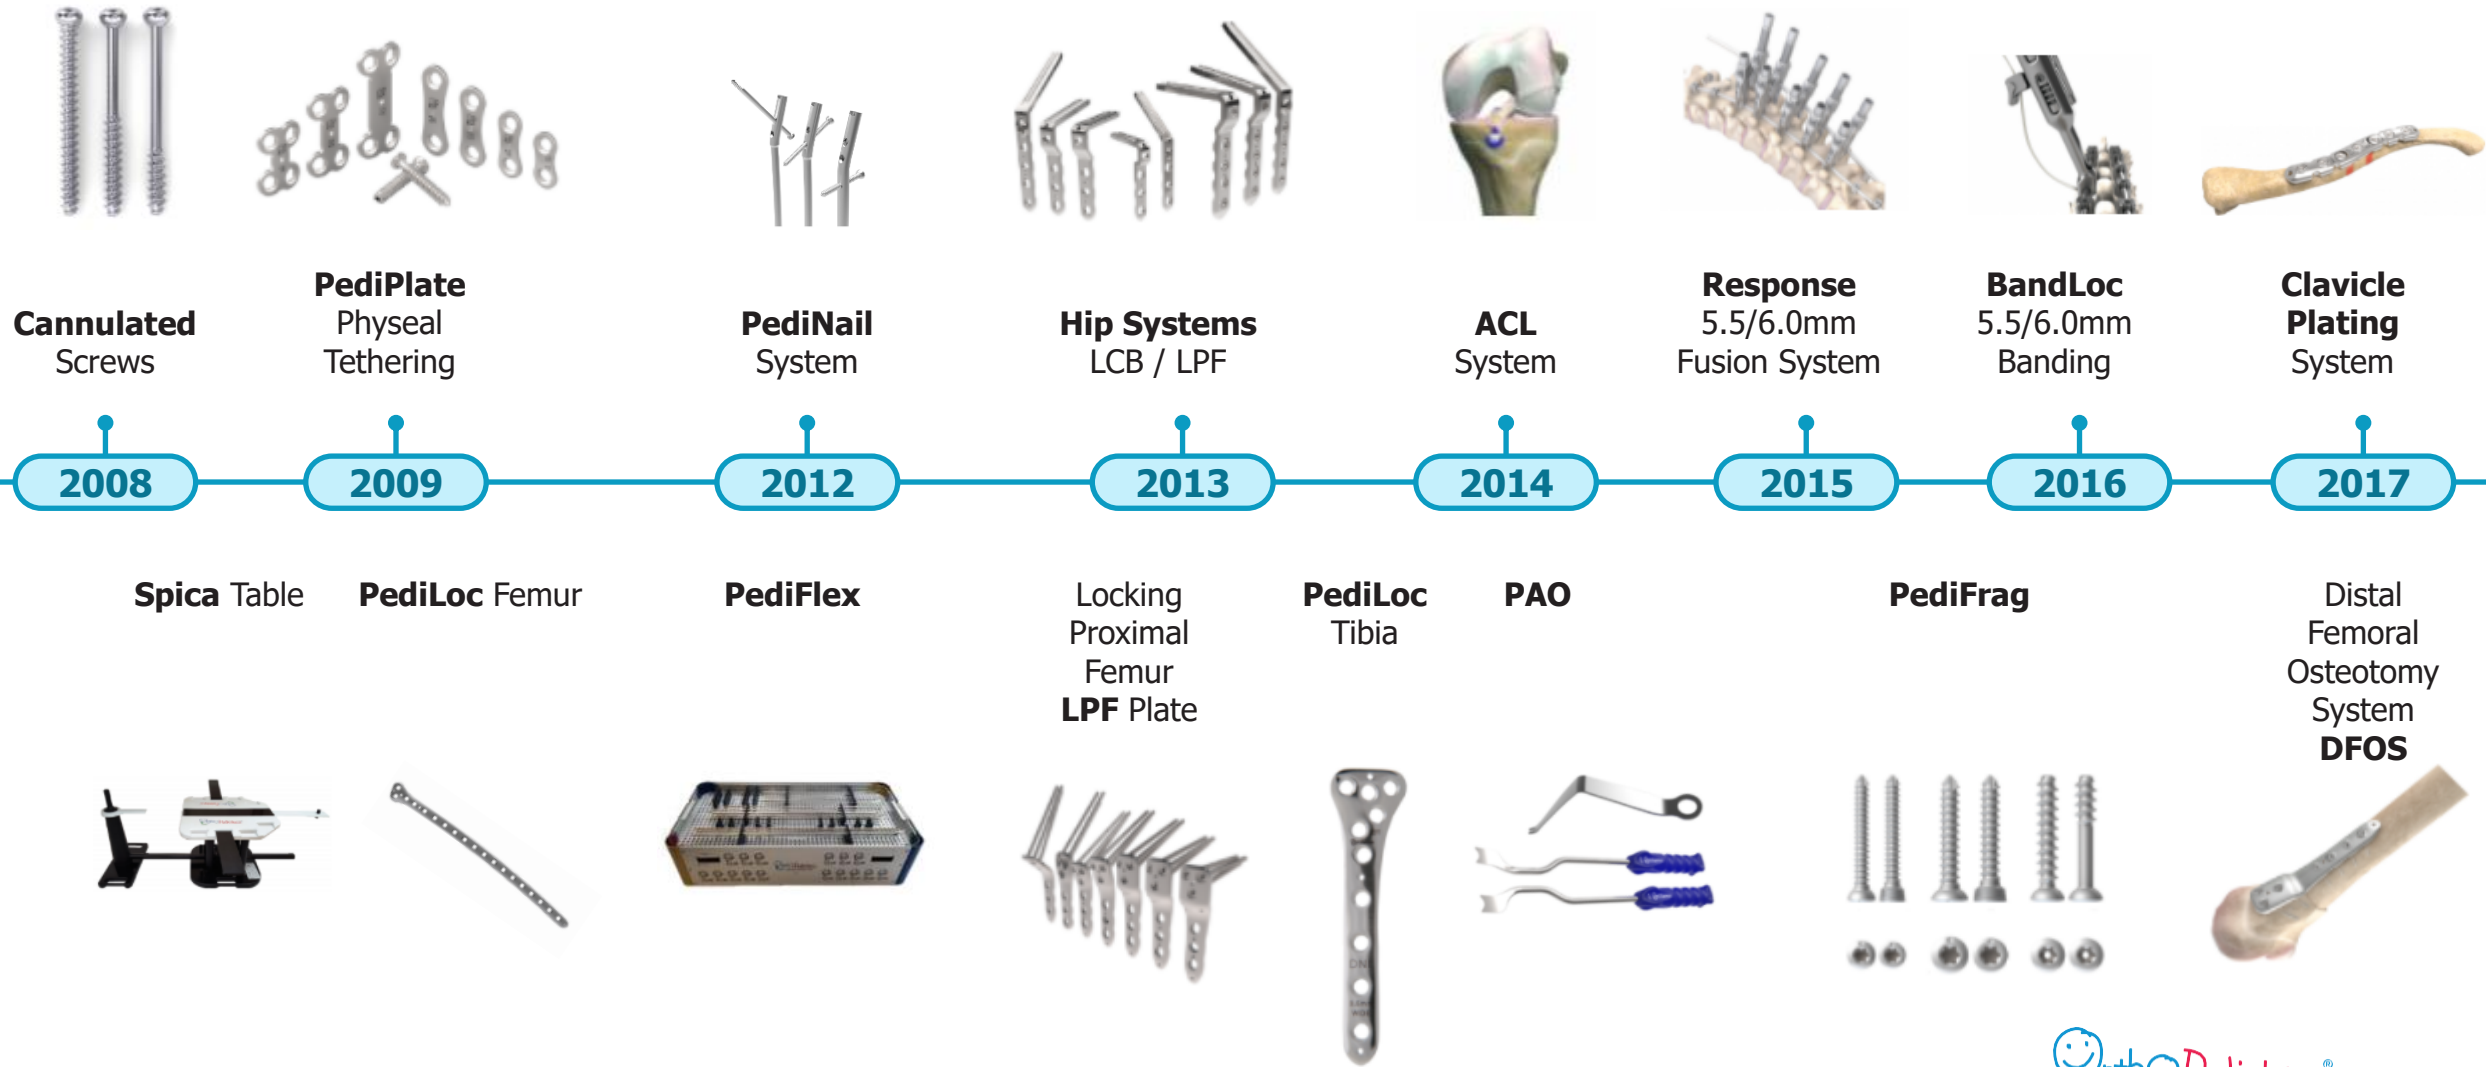 Cannulated
Screws
PediPlate
Physeal
Tethering
PediNail
System
Hip Systems
LCB / LPF
ACL
System
Response
5.5/6.0mm
Fusion System
BandLoc
5.5/6.0mm
Banding
Clavicle
Plating
System
2008
2009
2012
2013
2014
2015
2016
2017
Spica Table
PediLoc Femur
PediFlex
Locking
Proximal
Femur
LPF Plate
PediLoc
Tibia
PAO
PediFrag
Distal
Femoral
Osteotomy
System
DFOS